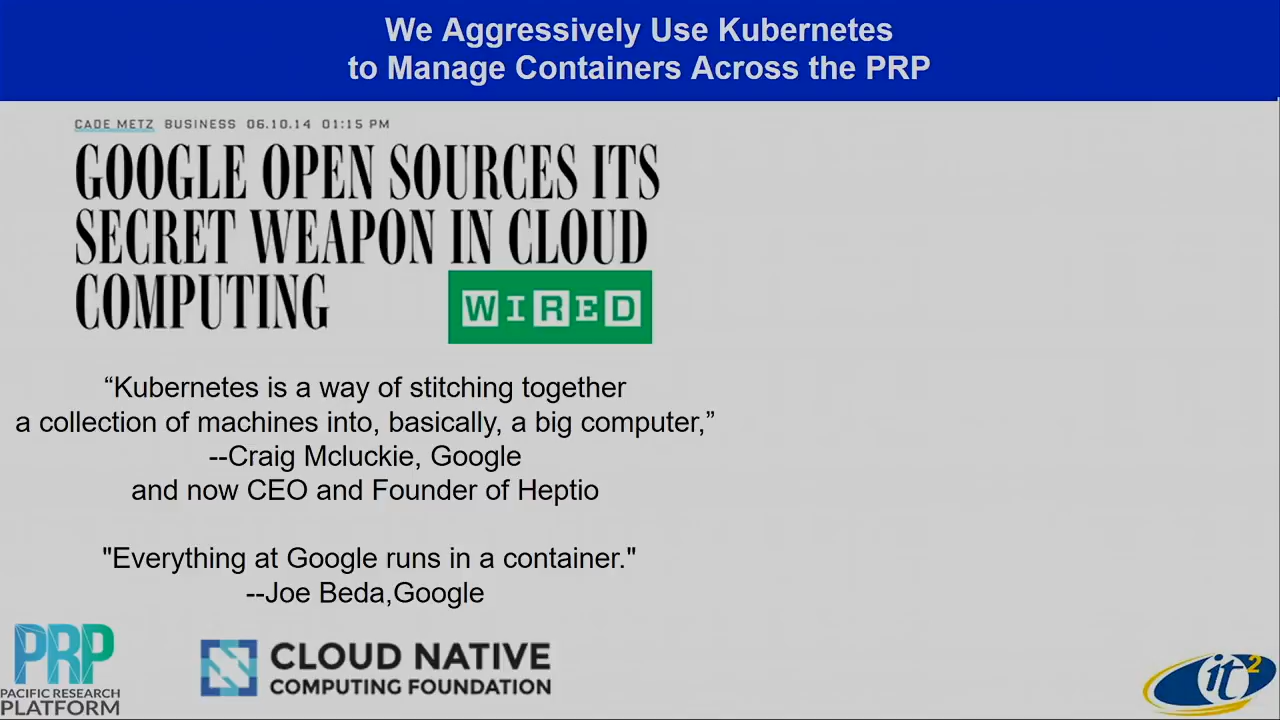 We Aggressively Use Kubernetes
to Manage Containers Across the PRP
CADE METZ BUSINESS 06.10.14 01:15 PM
GOOGLE OPEN SOURCES ITS
SECRET WEAPON IN CLOUD
COMPUTING
WIRED
“Kubernetes is a way of stitching together
a collection of machines into, basically, a big computer,”
--Craig Mcluckie, Google
and now CEO and Founder of Heptio
"Everything at Google runs in a container."
--Joe Beda,Google
PRP
PACIFIC RESEARCH
PLATFORM
CLOUD NATIVE
COMPUTING FOUNDATION
it2